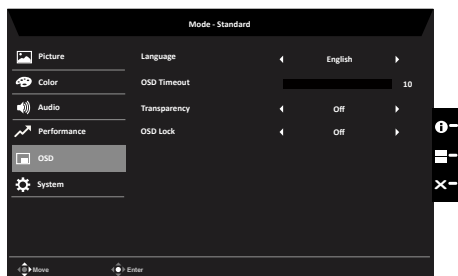 Mode - Standard
Picture
Language
English
Color
OSD Timeout
10
Audio
Transparency
Off
Performance
OSD Lock
Off
OSD
System
Move
Enter